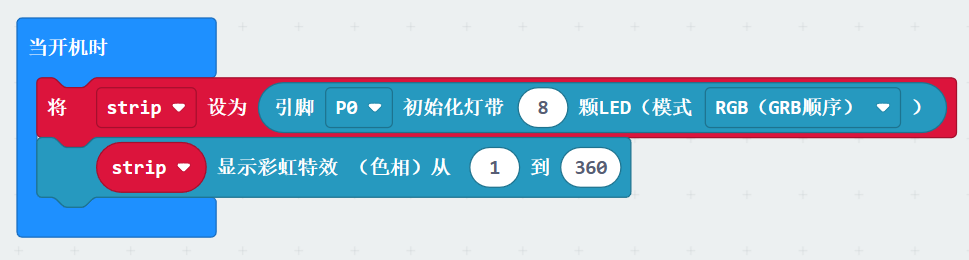 当开机时
将 strip 设为 引脚 P0 初始化灯带 8 颗LED（模式 RGB（GRB顺序） ）
strip 显示彩虹特效 （色相）从 1 到 360